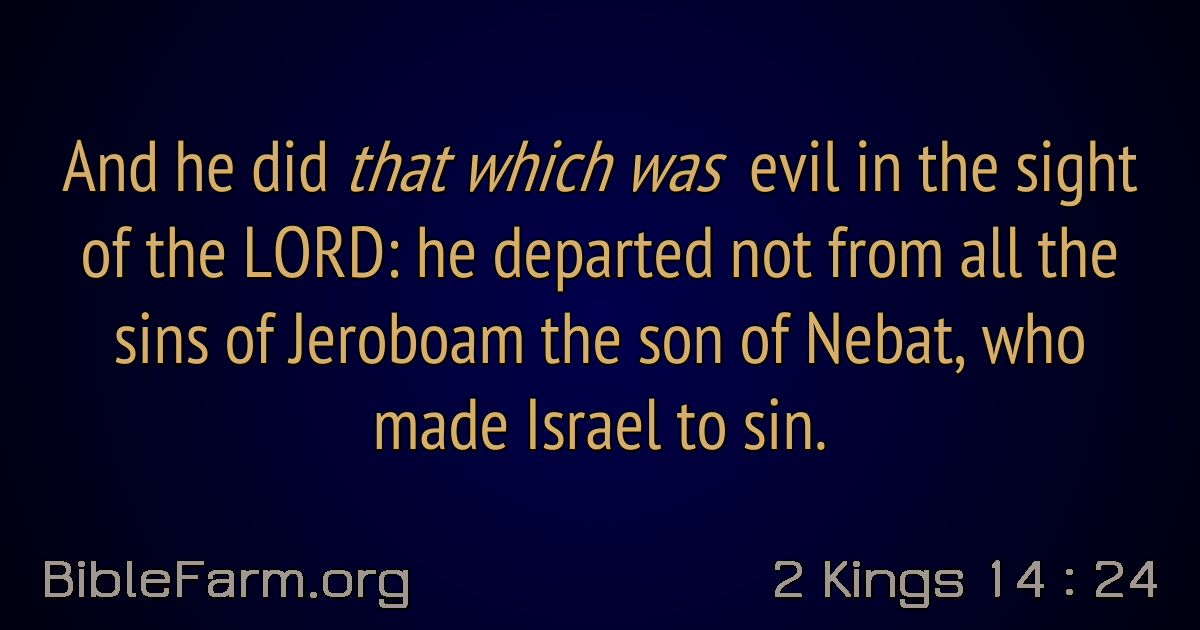 And he did that which was evil in the sight
of the LORD: he departed not from all the
sins of Jeroboam the son of Nebat, who
made Israel to sin.
BibleFarm.org
2 Kings 14 : 24